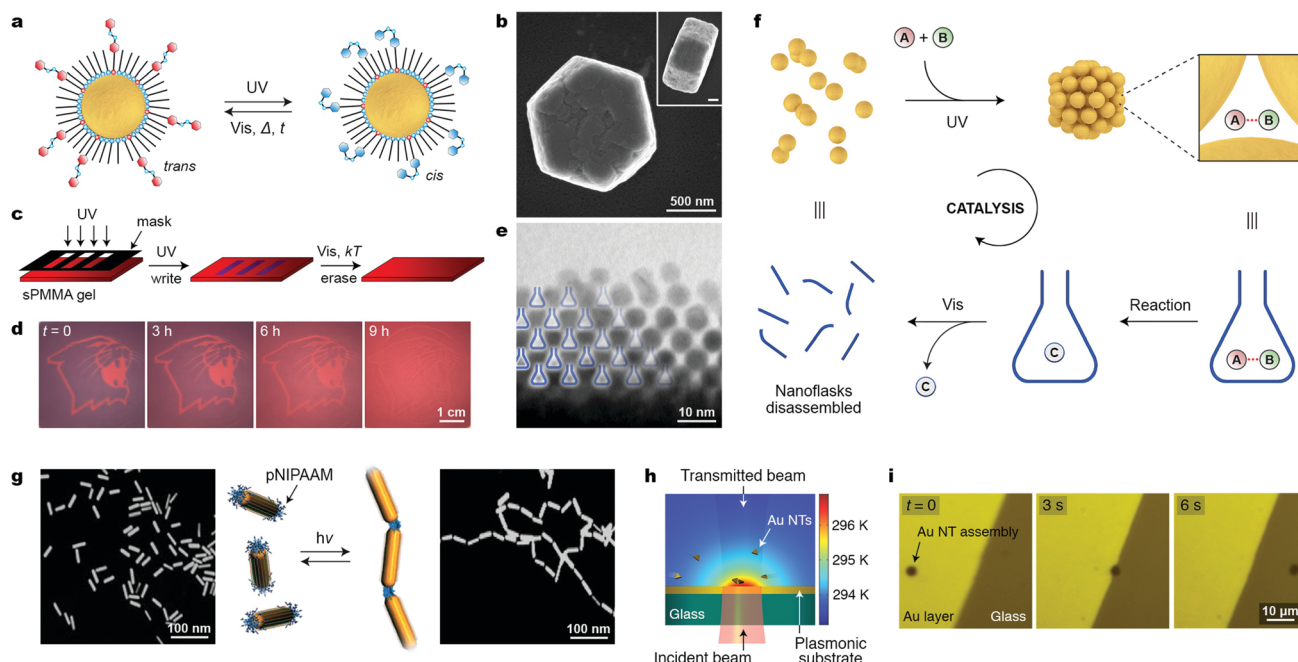 a
UV
Vis, Δ, t
trans
cis
b
500 nm
c
UV
mask
UV
write
Vis, kT
erase
sPMMA gel
d
t = 0
3 h
6 h
9 h
1 cm
e
10 nm
f
A + B
UV
A B
CATALYSIS
Vis
C
Nanoflasks
disassembled
C
Reaction
A B
g
100 nm
pNIPAAM
hν
100 nm
h
Transmitted beam
Au NTs
296 K
295 K
294 K
Glass
Incident beam
Plasmonic
substrate
i
t = 0
Au NT assembly
Au layer
Glass
3 s
6 s
10 μm